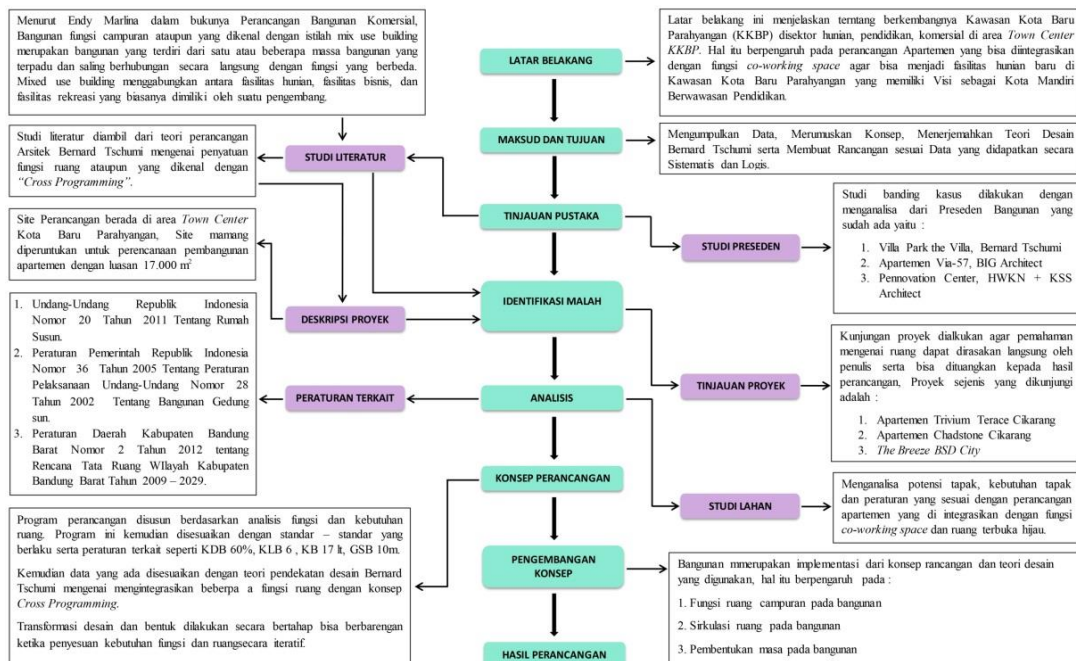 Menurut Endy Marlina dalam bukunya Perancangan Bangunan Komersial,
Bangunan fungsi campuran ataupun yang dikenal dengan istilah mix use building
merupakan bangunan yang terdiri dari satu atau beberapa massa bangunan yang
terpadu dan saling berhubungan secara langsung dengan fungsi yang berbeda.
Mixed use building menggabungkan antara fasilitas hunian, fasilitas bisnis, dan
fasilitas rekreasi yang biasanya dimiliki oleh suatu pengembang.
LATAR BELAKANG
Latar belakang ini menjelaskan terntang berkembangnya Kawasan Kota Baru
Parahyangan (KKBP) disektor hunian, pendidikan, komersial di area Town Center
KKBP. Hal itu berpengaruh pada perancangan Apartemen yang bisa diintegrasikan
dengan fungsi co-working space agar bisa menjadi fasilitas hunian baru di
Kawasan Kota Baru Parahyangan yang memiliki Visi sebagai Kota Mandiri
Berwawasan Pendidikan.
MAKSUD DAN TUJUAN
Mengumpulkan Data, Merumuskan Konsep, Menerjemahkan Teori Desain
Bernard Tschumi serta Membuat Rancangan sesuai Data yang didapatkan secara
Sistematis dan Logis.
Studi literatur diambil dari teori perancangan
Arsitek Bernard Tschumi mengenai penyatuan
fungsi ruang ataupun yang dikenal dengan
“Cross Programming”.
STUDI LITERATUR
TINJAUAN PUSTAKA
STUDI PRESEDEN
Studi banding kasus dilakukan dengan
menganalisa dari Preseden Bangunan yang
sudah ada yaitu :
1. Villa Park the Villa, Bernard Tschumi
2. Apartemen Via-57, BIG Architect
3. Pennovation Center, HWKN + KSS
Architect
Site Perancangan berada di area Town Center
Kota Baru Parahyangan, Site mamang
diperuntukan untuk perencanaan pembangunan
apartemen dengan luasan 17.000 m2
DESKRIPSI PROYEK
IDENTIFIKASI MALAH
TINJAUAN PROYEK
Kunjungan proyek dialkukan agar pemahaman
mengenai ruang dapat dirasakan langsung oleh
penulis serta bisa dituangkan kepada hasil
perancangan, Proyek sejenis yang dikunjungi
adalah :
1. Apartemen Trivium Terace Cikarang
2. Apartemen Chadstone Cikarang
3. The Breeze BSD City
1. Undang-Undang Republik Indonesia
Nomor 20 Tahun 2011 Tentang Rumah
Susun.
2. Peraturan Pemerintah Republik Indonesia
Nomor 36 Tahun 2005 Tentang Peraturan
Pelaksanaan Undang-Undang Nomor 28
Tahun 2002 Tentang Bangunan Gedung
sun.
3. Peraturan Daerah Kabupaten Bandung
Barat Nomor 2 Tahun 2012 tentang
Rencana Tata Ruang WIlayah Kabupaten
Bandung Barat Tahun 2009 – 2029.
PERATURAN TERKAIT
ANALISIS
KONSEP PERANCANGAN
STUDI LAHAN
Menganalisa potensi tapak, kebutuhan tapak
dan peraturan yang sesuai dengan perancangan
apartemen yang di integrasikan dengan fungsi
co-working space dan ruang terbuka hijau.
Program perancangan disusun berdasarkan analisis fungsi dan kebutuhan
ruang. Program ini kemudian disesuaikan dengan standar – standar yang
berlaku serta peraturan terkait seperti KDB 60%, KLB 6 , KB 17 lt, GSB 10m.
Kemudian data yang ada disesuaikan dengan teori pendekatan desain Bernard
Tschumi mengenai mengintegrasikan beberpa a fungsi ruang dengan konsep
Cross Programming.
Transformasi desain dan bentuk dilakukan secara bertahap bisa berbarengan
ketika penyesuan kebutuhan fungsi dan ruangsecara iteratif.
PENGEMBANGAN
KONSEP
Bangunan mmerupakan implementasi dari konsep rancangan dan teori desain
yang digunakan, hal itu berpengaruh pada :
1. Fungsi ruang campuran pada bangunan
2. Sirkulasi ruang pada bangunan
3. Pembentukan masa pada bangunan
HASIL PERANCANGAN